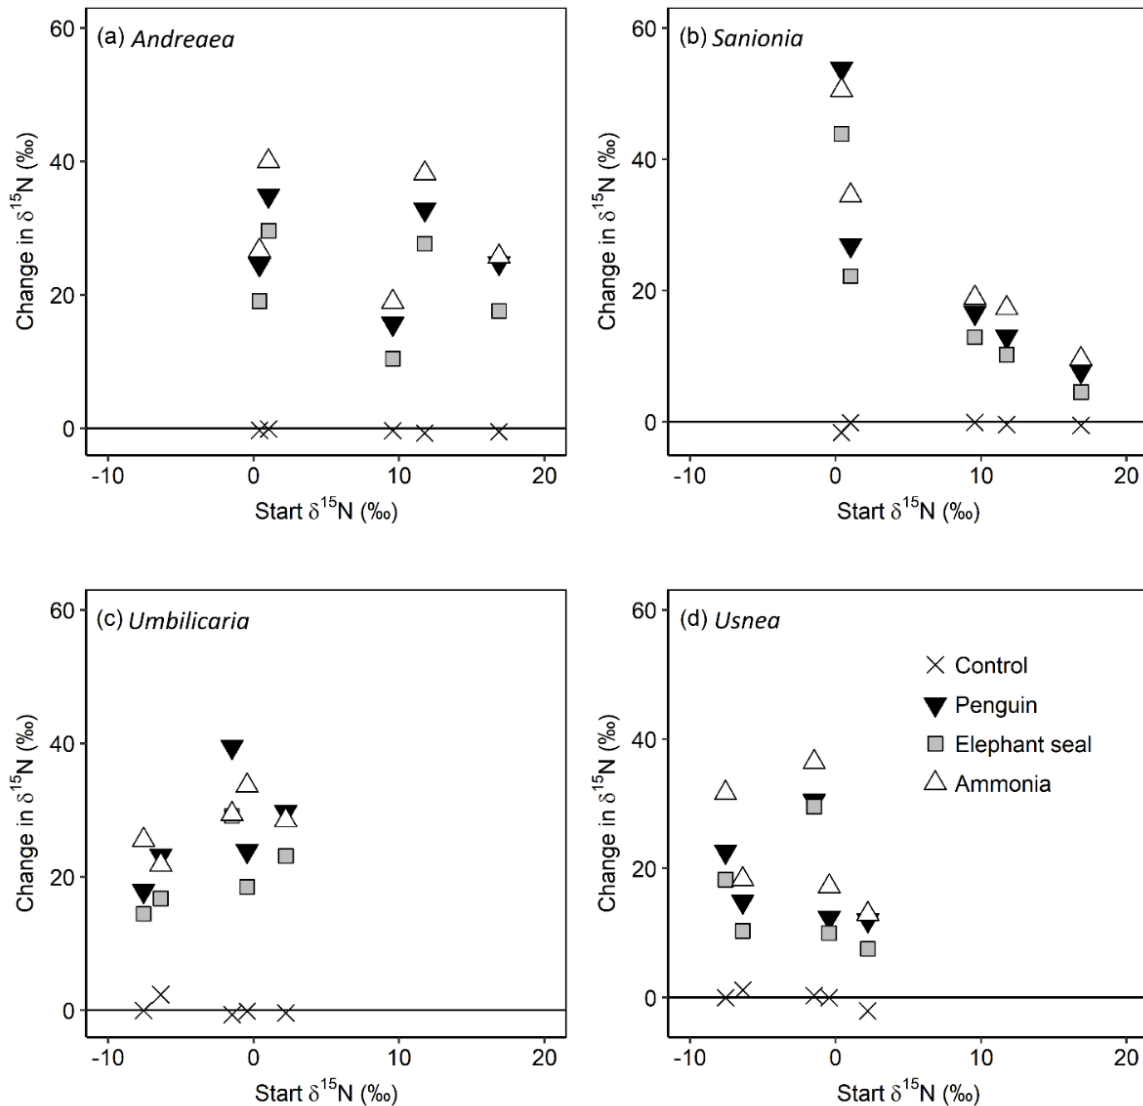 (a) Andreaea
(b) Sanionia
60
40
20
0
Change in δ¹⁵N (‰)
-10 0 10 20
Start δ¹⁵N (‰)
60
40
20
0
Change in δ¹⁵N (‰)
-10 0 10 20
Start δ¹⁵N (‰)
(c) Umbilicaria
60
40
20
0
Change in δ¹⁵N (‰)
-10 0 10 20
Start δ¹⁵N (‰)
(d) Usnea
Control
Penguin
Elephant seal
Ammonia
60
40
20
0
Change in δ¹⁵N (‰)
-10 0 10 20
Start δ¹⁵N (‰)